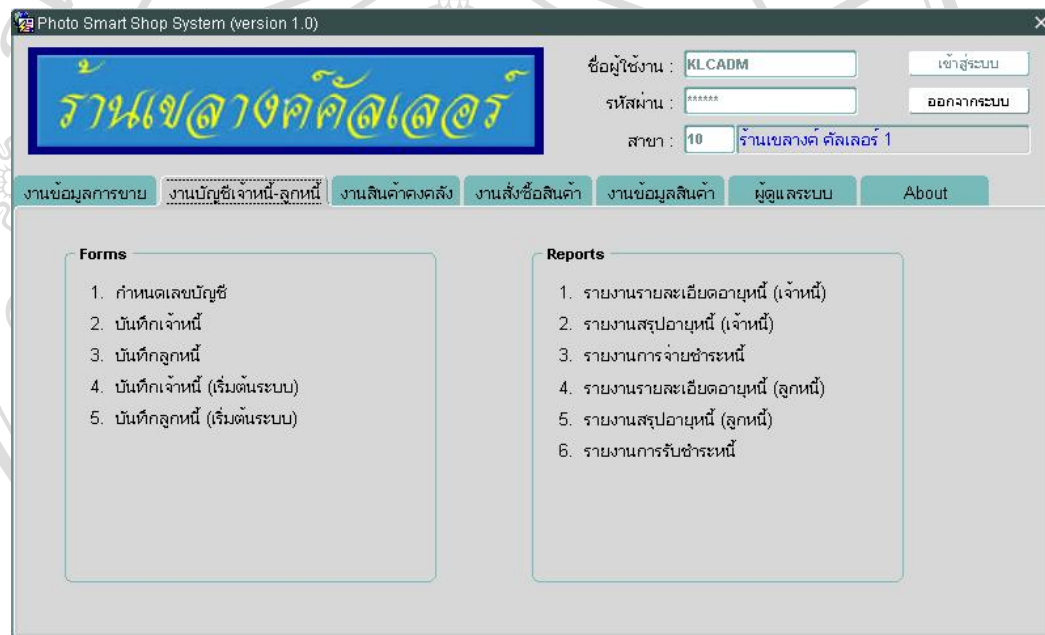 Photo Smart Shop System (version 1.0)
ร้านเขลางค์คัลเลอร์
ชื่อผู้ใช้งาน : KLCADM เข้าสู่ระบบ
รหัสผ่าน : ****** ออกจากระบบ
สาขา : 10 ร้านเขลางค์ คัลเลอร์ 1
งานข้อมูลการขาย งานบัญชีเจ้าหนี้-ลูกหนี้ งานสินค้าคงคลัง งานสั่งซื้อสินค้า งานข้อมูลสินค้า ผู้ดูแลระบบ About
Forms
1. กำหนดเลขบัญชี
2. บันทึกเจ้าหนี้
3. บันทึกลูกหนี้
4. บันทึกเจ้าหนี้ (เริ่มต้นระบบ)
5. บันทึกลูกหนี้ (เริ่มต้นระบบ)
Reports
1. รายงานรายละเอียดอายุหนี้ (เจ้าหนี้)
2. รายงานสรุปอายุหนี้ (เจ้าหนี้)
3. รายงานการจ่ายชำระหนี้
4. รายงานรายละเอียดอายุหนี้ (ลูกหนี้)
5. รายงานสรุปอายุหนี้ (ลูกหนี้)
6. รายงานการรับชำระหนี้